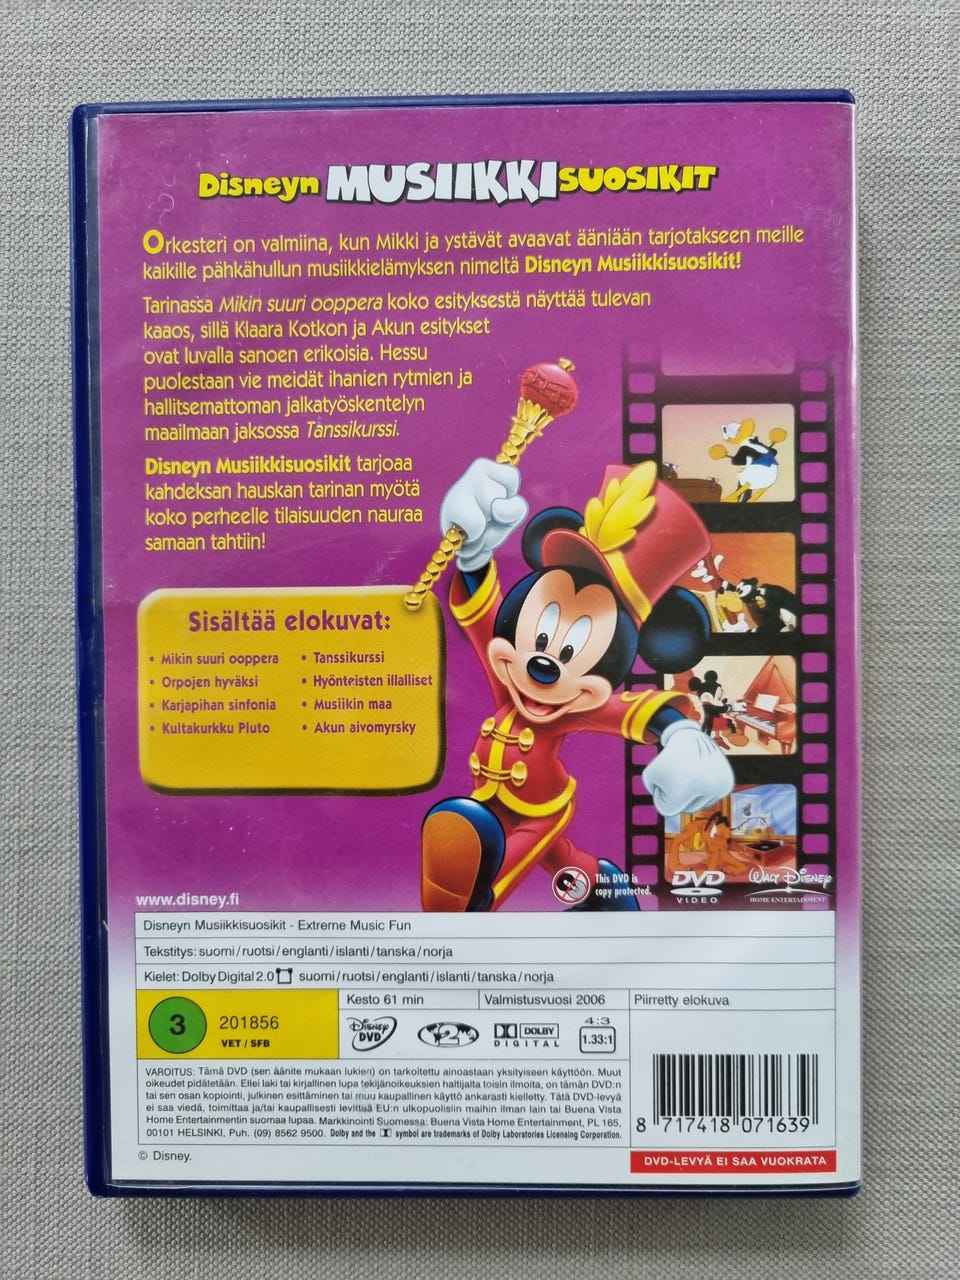 Disneyn MUSIIKKISUOSIKIT
Orkesteri on valmiina, kun Mikki ja ystävät avaavat ääniään tarjotakseen meille
kaikille pähkähullun musiikkielämyksen nimeltä Disneyn Musiikkisuosikit!
Tarinassa Mikin suuri ooppera koko esityksestä näyttää tulevan
kaaos, sillä Klaara Kotkon ja Akun esitykset
ovat luvalla sanoen erikoisia. Hessu
puolestaan vie meidät ihanien rytmien ja
hallitsemattoman jalkatyöskentelyn
maailmaan jaksossa Tanssikurssi.
Disneyn Musiikkisuosikit tarjoaa
kahdeksan hauskan tarinan myötä
koko perheelle tilaisuuden nauraa
samaan tahtiin!
Sisältää elokuvat:
• Mikin suuri ooppera
• Orpojen hyväksi
• Karjapihan sinfonia
• Kultakurkku Pluto
• Tanssikurssi
• Hyönteisten illalliset
• Musiikin maa
• Akun aivomyrsky
This DVD is
copy protected.
DVD
VIDEO
WALT DISNEY
HOME ENTERTAINMENT
www.disney.fi
Disneyn Musiikkisuosikit - Extreme Music Fun
Tekstitys: suomi/ruotsi/englanti/islanti/tanska/norja
Kielet: Dolby Digital 2.0 suomi/ruotsi/englanti/islanti/tanska/norja
3
201856
VET / SFB
Kesto 61 min
Valmistusvuosi 2006
Piirretty elokuva
Disney
DVD
2
DOLBY
DIGITAL
4:3
1.33:1
VAROITUS: Tämä DVD (sen äänite mukaan lukien) on tarkoitettu ainoastaan yksityiseen käyttöön. Muut
oikeudet pidätetään. Ellei laki tai kirjallinen lupa tekijänoikeuksien haltijalta toisin ilmoita, on tämän DVD:n
tai sen osan kopiointi, julkinen esittäminen tai muu kaupallinen käyttö ankarasti kielletty. Tätä DVD-levyä
ei saa viedä, toimittaa ja/tai kaupallisesti levittää EU:n ulkopuolisiin maihin ilman lain tai Buena Vista
Home Entertainmentin suomaa lupaa. Markkinointi Suomessa: Buena Vista Home Entertainment, PL 165,
00101 HELSINKI, Puh. (09) 8562 9500. Dolby and the symbol are trademarks of Dolby Laboratories Licensing Corporation.
8 717418 071639
© Disney.
DVD-LEVYÄ EI SAA VUOKRATA